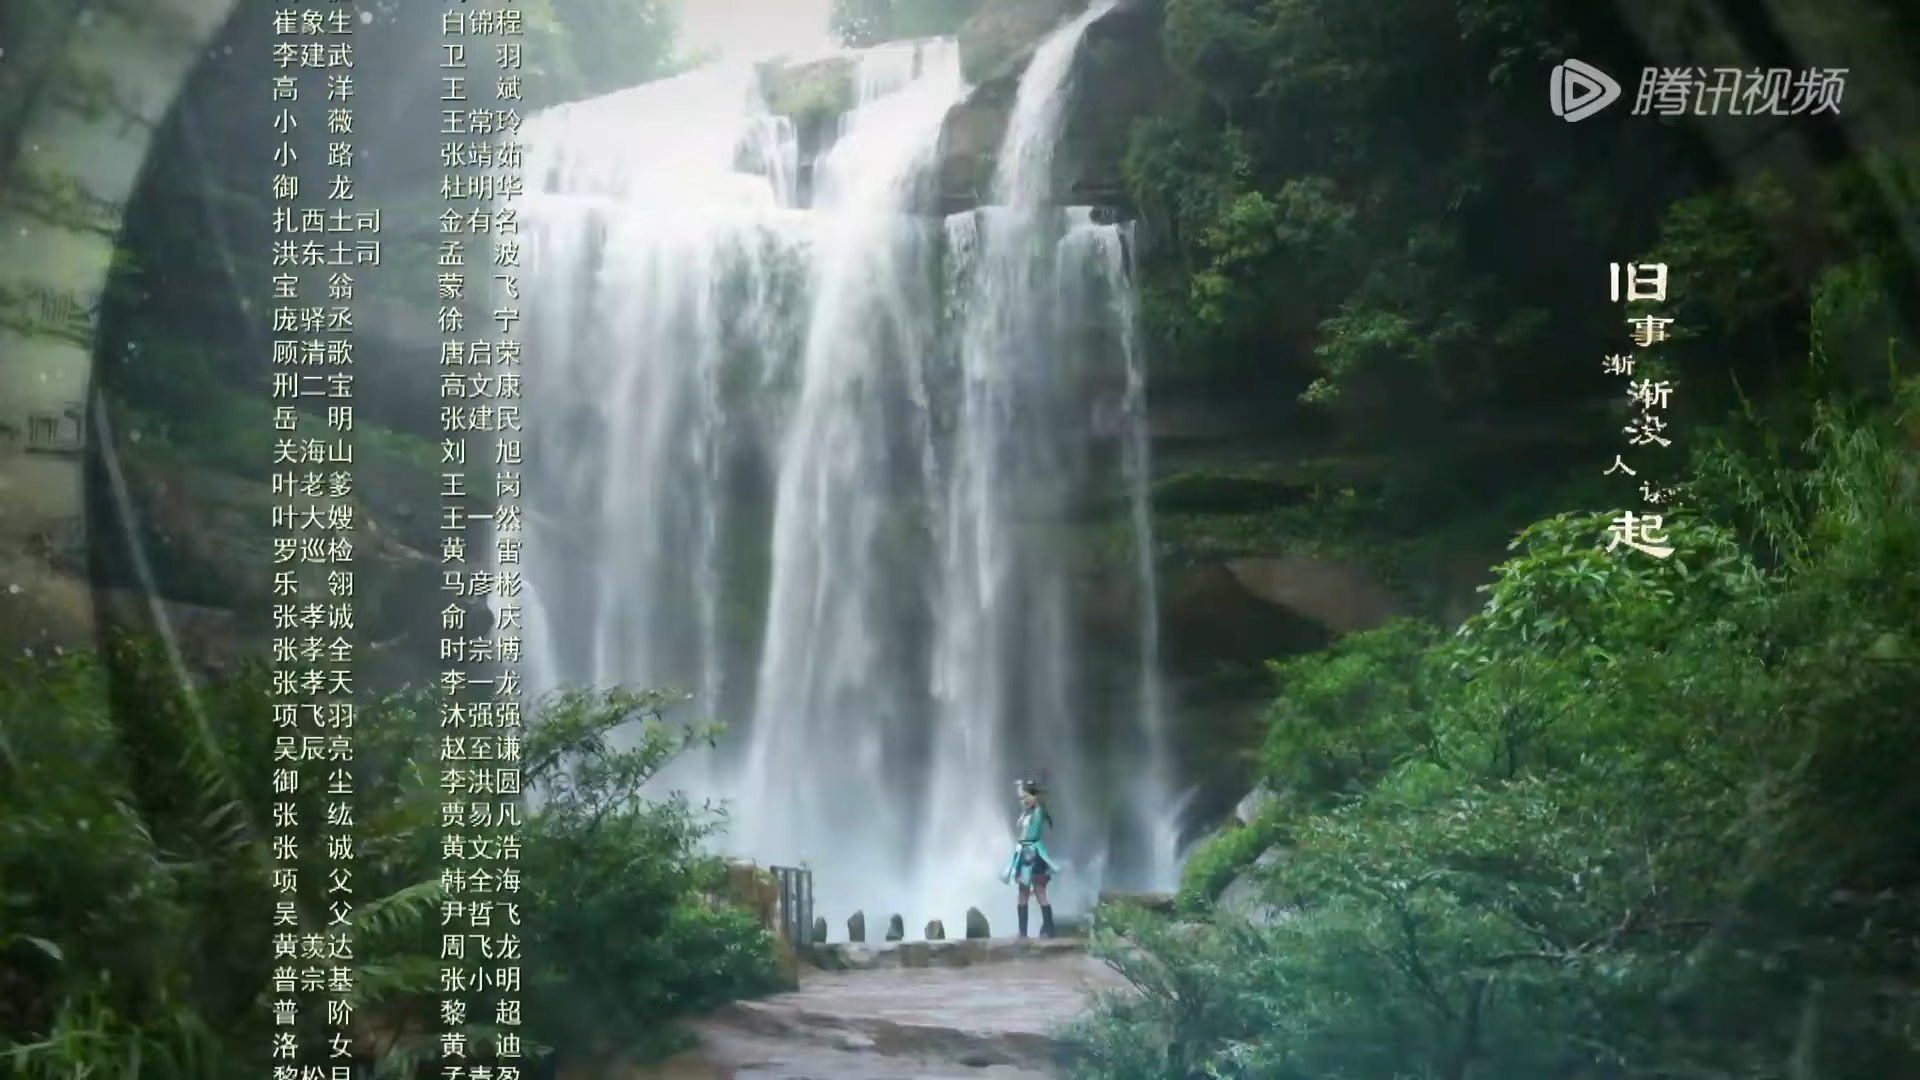 崔象生 白锦程
李建武 卫 羽
高 洋 王 斌
小 薇 王常玲
小 路 张靖茹
御 龙 杜明华
扎西土司 金有名
洪东土司 孟 波
宝 翁 蒙 飞
庞驿丞 徐 宁
顾清歌 唐启荣
刑二宝 高文康
岳 明 张建民
关海山 刘 旭
叶老爹 王 岗
叶大嫂 王一然
罗巡检 黄 雷
乐 翎 马彦彬
张孝诚 俞 庆
张孝全 时宗博
张孝天 李一龙
项飞羽 沐强强
吴辰亮 赵至谦
御 尘 李洪圆
张 纮 贾易凡
张 诚 黄文浩
项 父 韩全海
吴 父 尹哲飞
黄羡达 周飞龙
普宗基 张小明
普 阶 黎 超
洛 女 黄 迪
腾讯视频
旧事渐渐没人 起